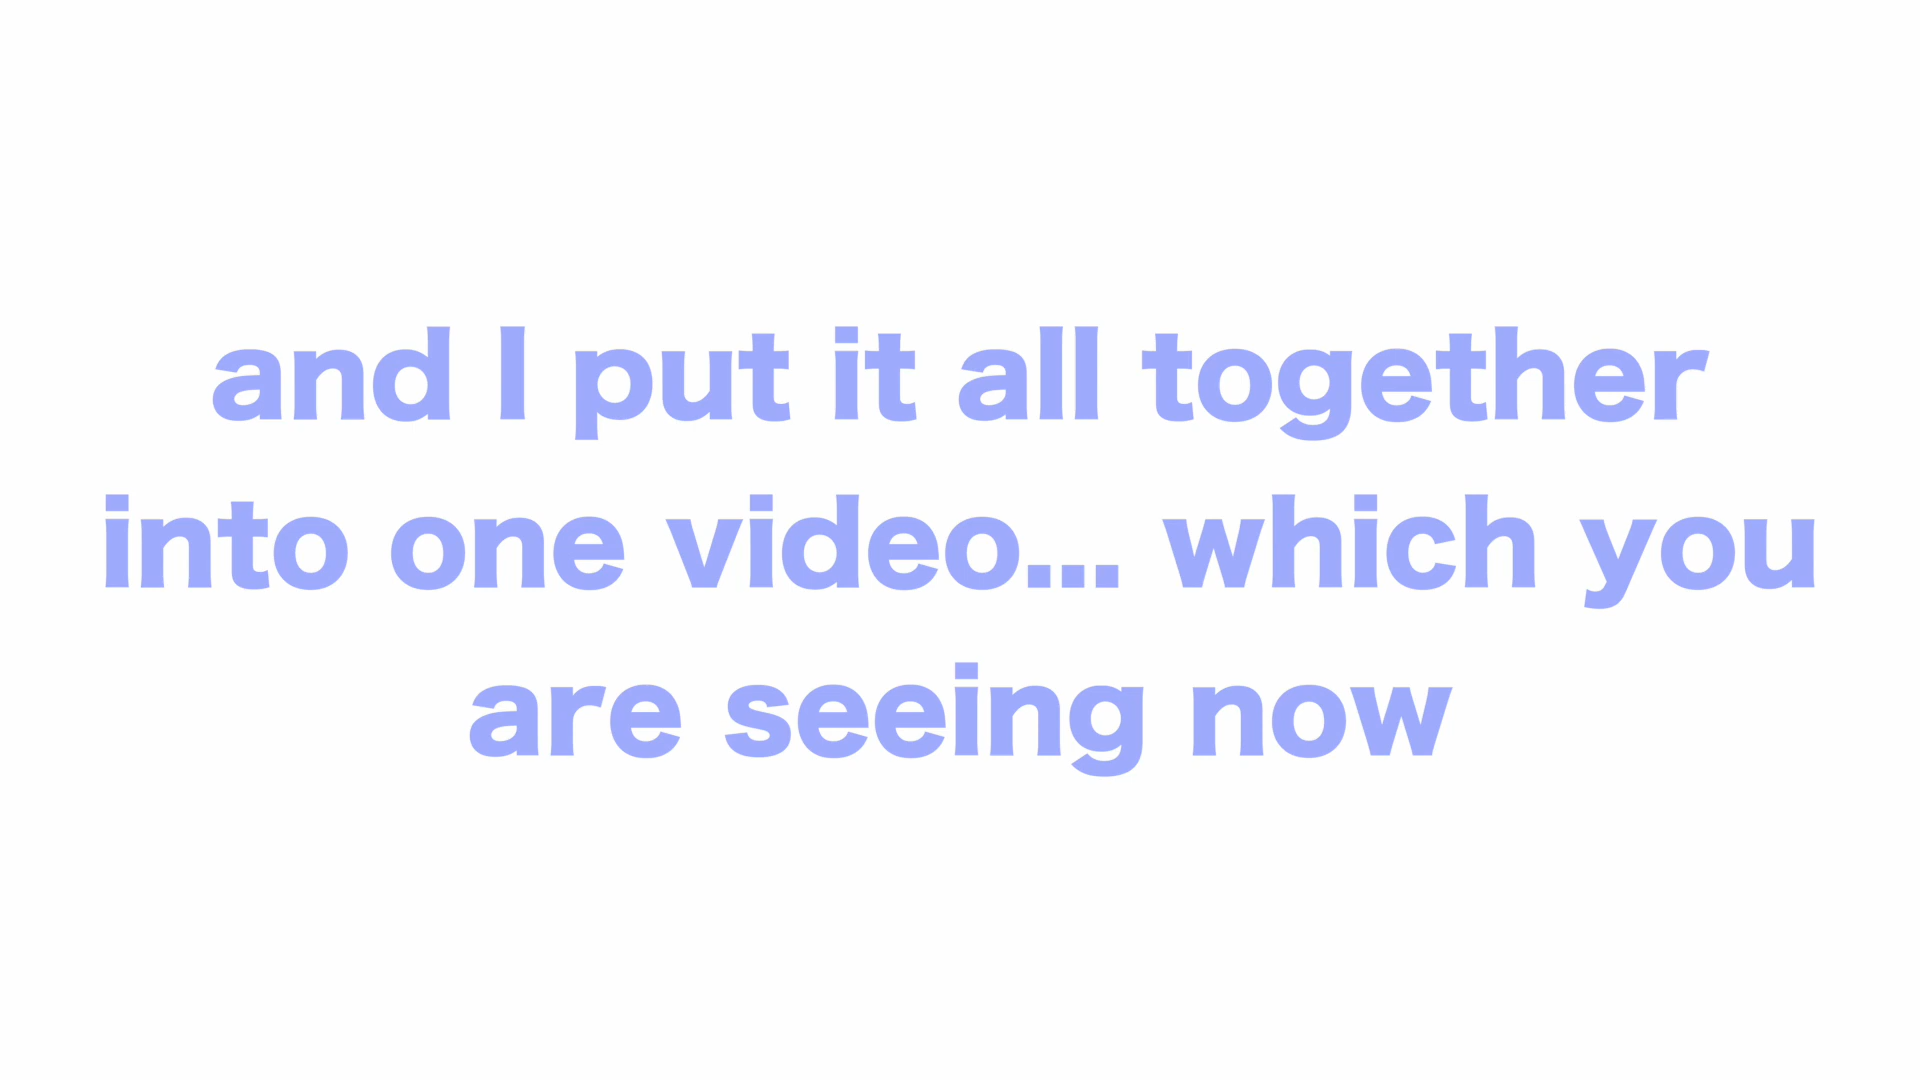 and I put it all together
into one video... which you
are seeing now